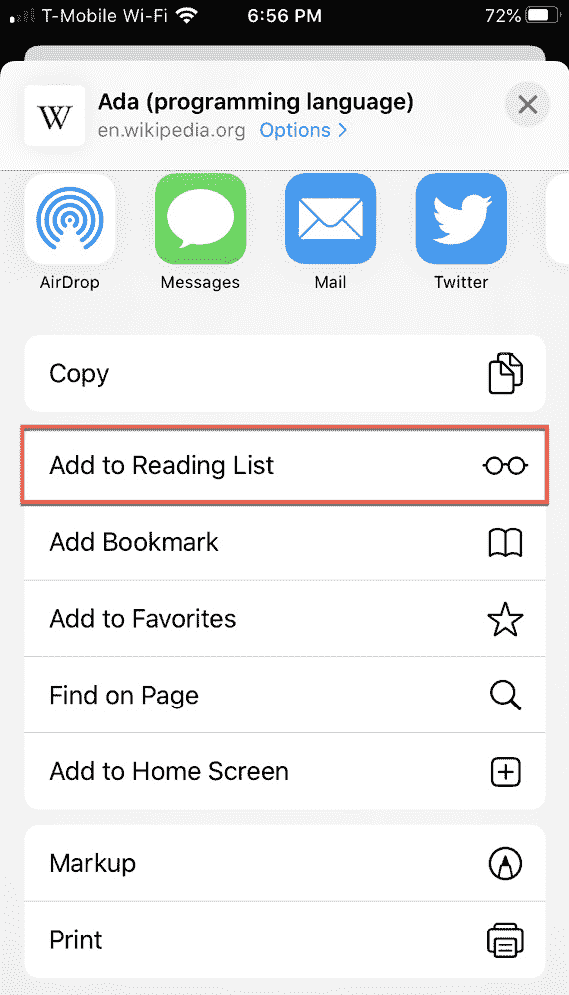 T-Mobile Wi-Fi 6:56 PM 72%
W
Ada (programming language)
en.wikipedia.org Options >
AirDrop Messages Mail Twitter
Copy
Add to Reading List
Add Bookmark
Add to Favorites
Find on Page
Add to Home Screen
Markup
Print